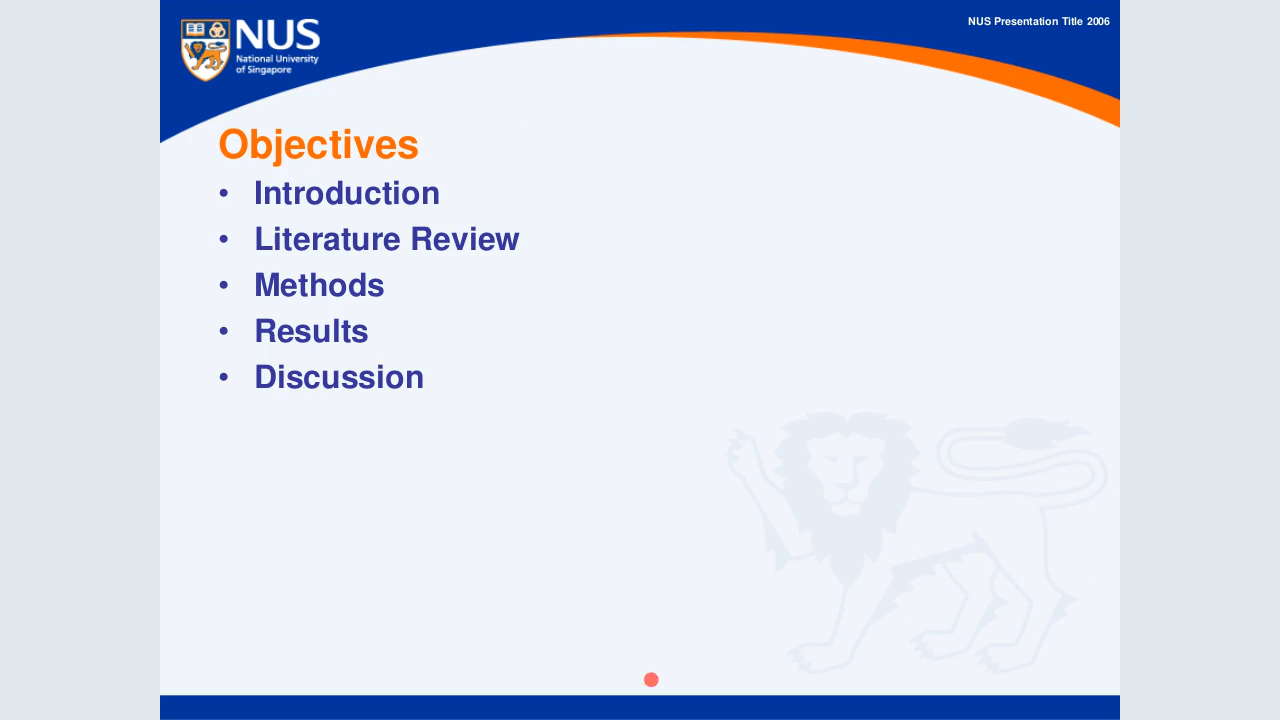 NUS
National University
of Singapore
NUS Presentation Title 2006
Objectives
• Introduction
• Literature Review
• Methods
• Results
• Discussion